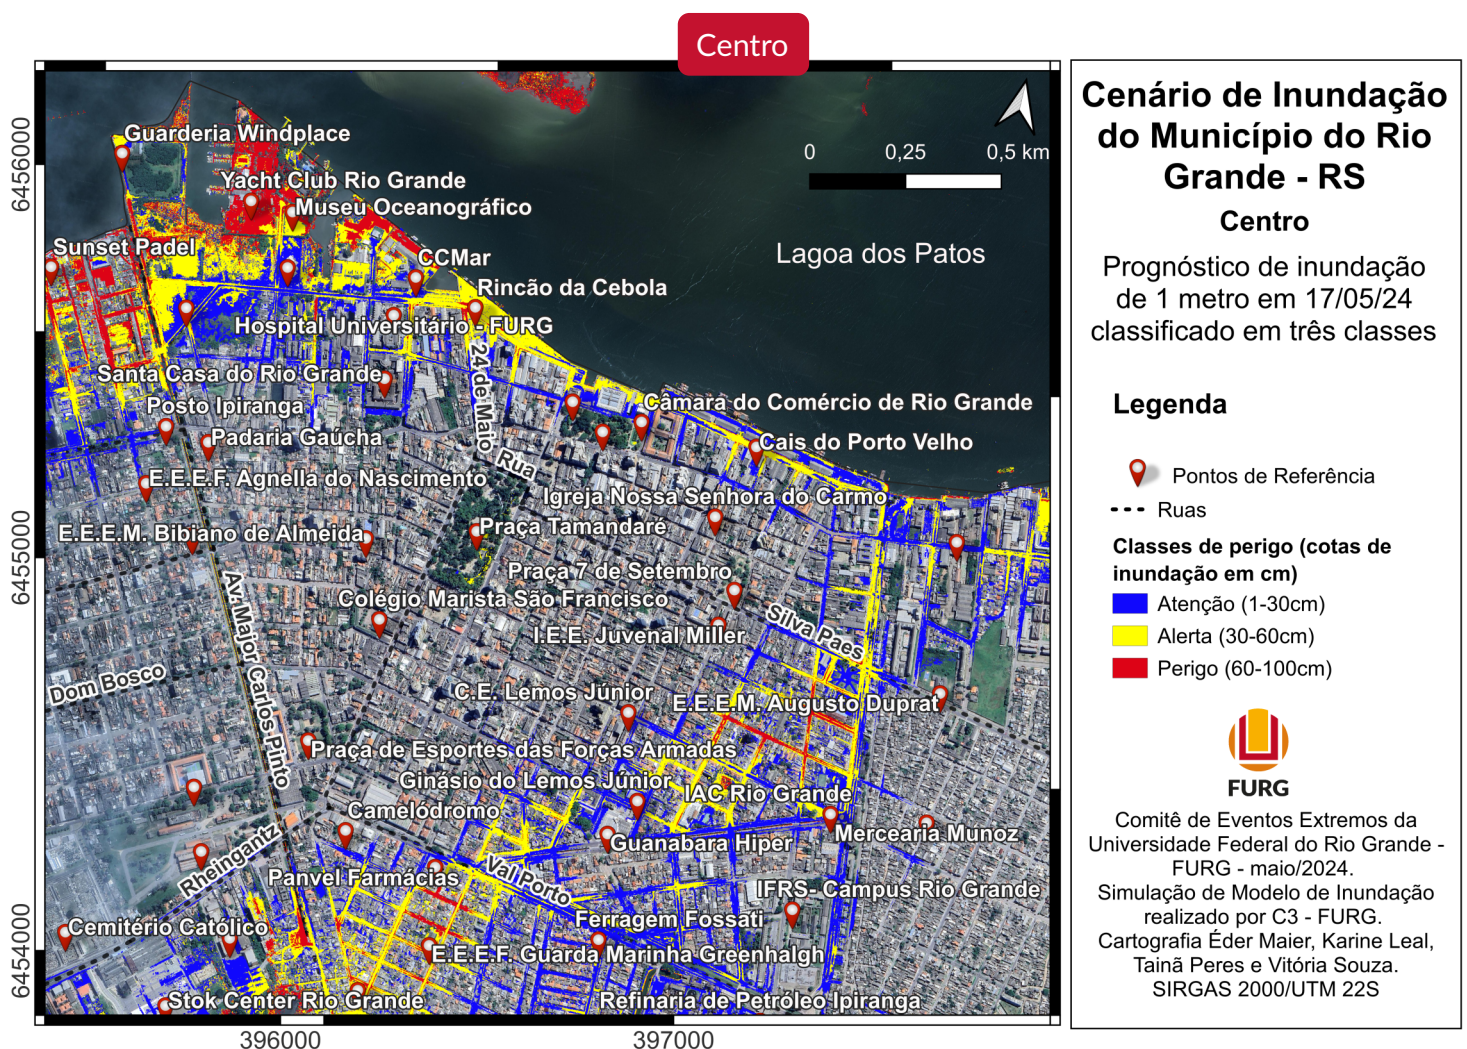 Centro
Guarderia Windplace
Yacht Club Rio Grande
Museu Oceanográfico
Sunset Padel
CCMar
Rincão da Cebola
Hospital Universitário - FURG
Santa Casa do Rio Grande
Posto Ipiranga
Padaria Gaúcha
E.E.E.F. Agnella do Nascimento
E.E.E.M. Bibiano de Almeida
24 de Maio Rua
Câmara do Comércio de Rio Grande
Cais do Porto Velho
Igreja Nossa Senhora do Carmo
Praça Tamandaré
Praça 7 de Setembro
Colégio Marista São Francisco
I.E.E. Juvenal Miller
Silva Paes
Av. Major Carlos Pinto
Dom Bosco
C.E. Lemos Júnior
E.E.E.M. Augusto Duprat
Praça de Esportes das Forças Armadas
Ginásio do Lemos Júnior
IAC Rio Grande
Camelódromo
Guanabara Hiper
Mercearia Munoz
Rheingantz
Panvel Farmácias
Val Porto
IFRS- Campus Rio Grande
Ferragem Fossati
Cemitério Católico
E.E.E.F. Guarda Marinha Greenhalgh
Stok Center Rio Grande
Refinaria de Petróleo Ipiranga
Lagoa dos Patos
0 0,25 0,5 km
6456000
6455000
6454000
396000
397000
Cenário de Inundação
do Município do Rio
Grande - RS
Centro
Prognóstico de inundação
de 1 metro em 17/05/24
classificado em três classes
Legenda
Pontos de Referência
Ruas
Classes de perigo (cotas de
inundação em cm)
Atenção (1-30cm)
Alerta (30-60cm)
Perigo (60-100cm)
FURG
Comitê de Eventos Extremos da
Universidade Federal do Rio Grande -
FURG - maio/2024.
Simulação de Modelo de Inundação
realizado por C3 - FURG.
Cartografia Éder Maier, Karine Leal,
Tainã Peres e Vitória Souza.
SIRGAS 2000/UTM 22S